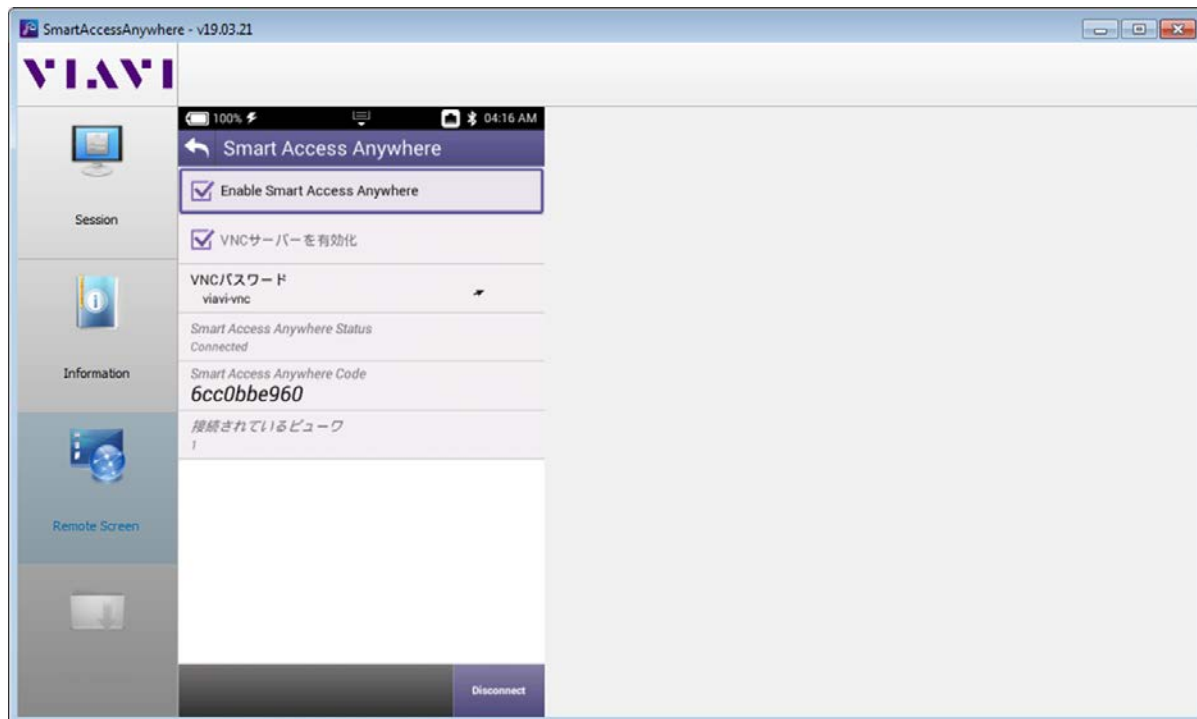 SmartAccessAnywhere - v19.03.21
VIAVI
100% 04:16 AM
Smart Access Anywhere
Enable Smart Access Anywhere
Session
VNCサーバーを有効化
VNCパスワード
viavi-vnc
Smart Access Anywhere Status
Connected
Information
Smart Access Anywhere Code
6cc0bbe960
接続されているビューワ
1
Remote Screen
Disconnect